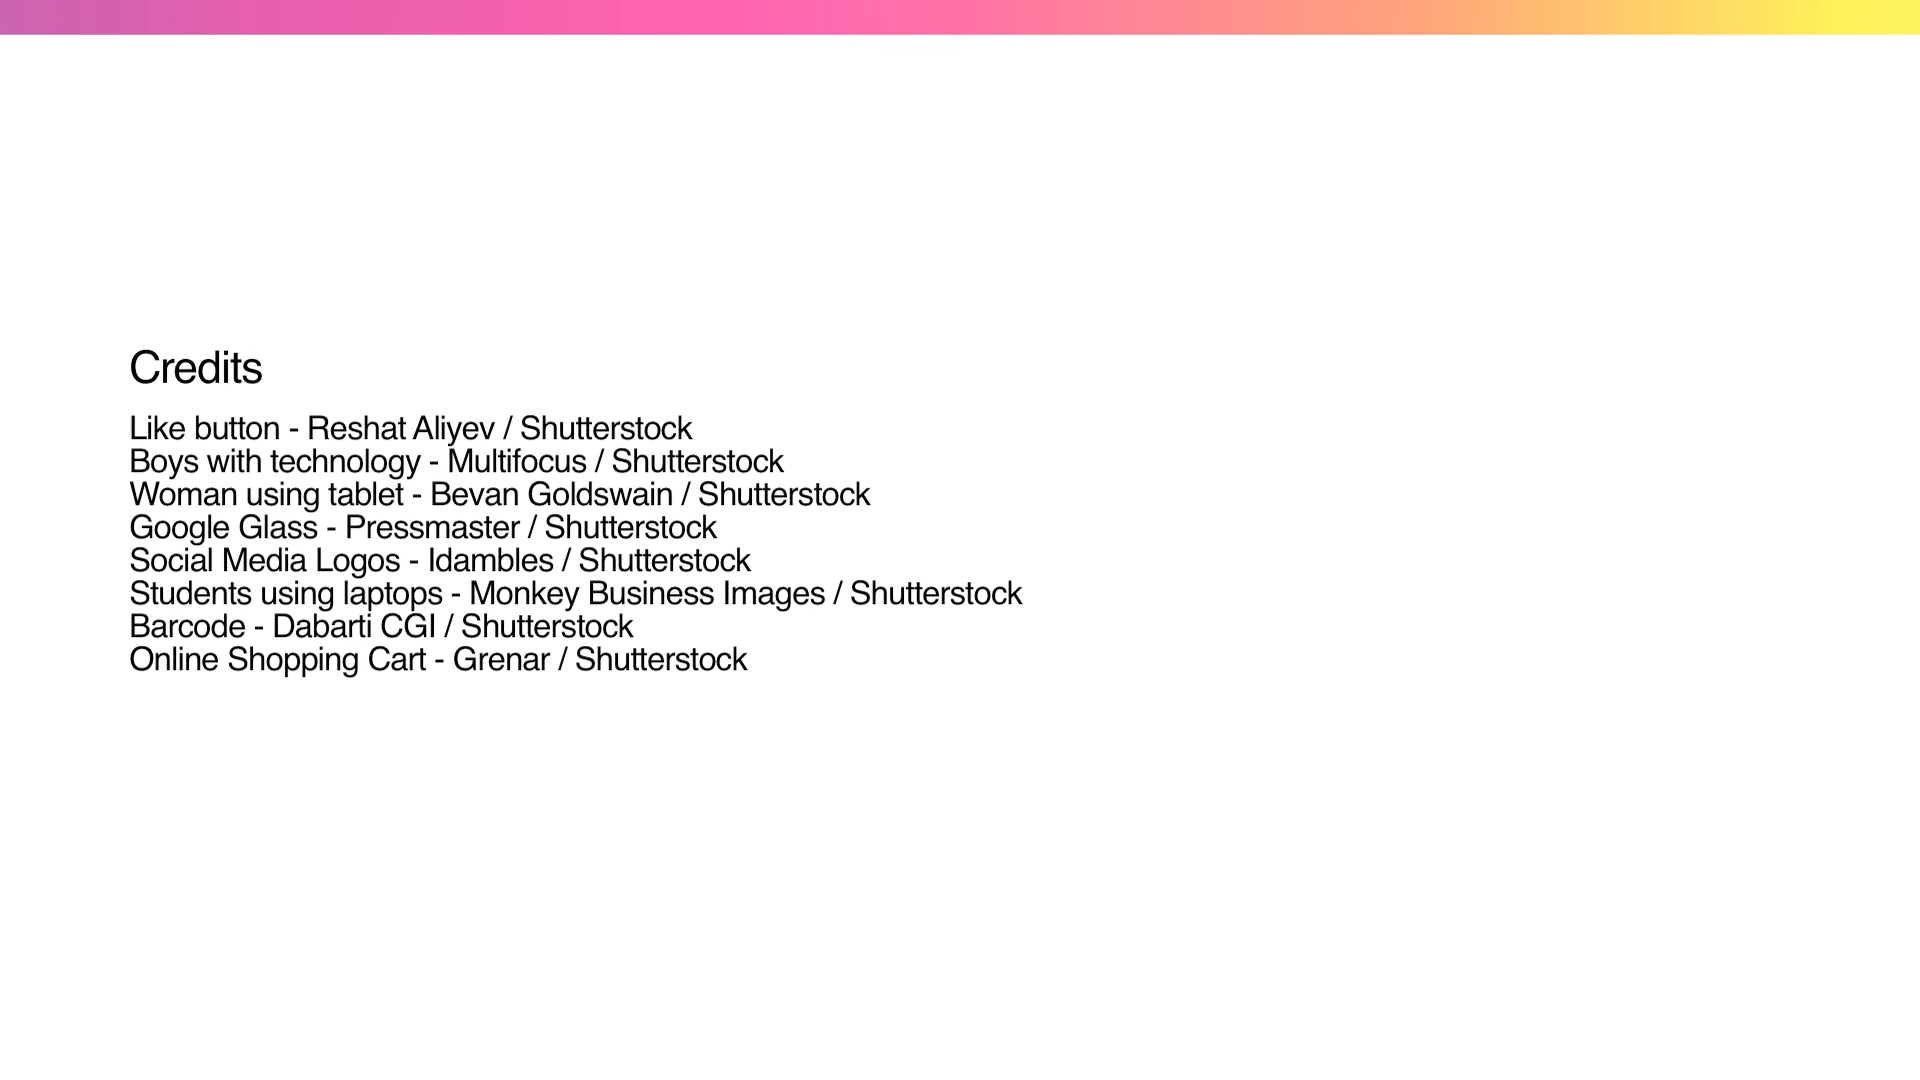 Credits
Like button - Reshat Aliyev / Shutterstock
Boys with technology - Multifocus / Shutterstock
Woman using tablet - Bevan Goldswain / Shutterstock
Google Glass - Pressmaster / Shutterstock
Social Media Logos - Idambles / Shutterstock
Students using laptops - Monkey Business Images / Shutterstock
Barcode - Dabarti CGI / Shutterstock
Online Shopping Cart - Grenar / Shutterstock